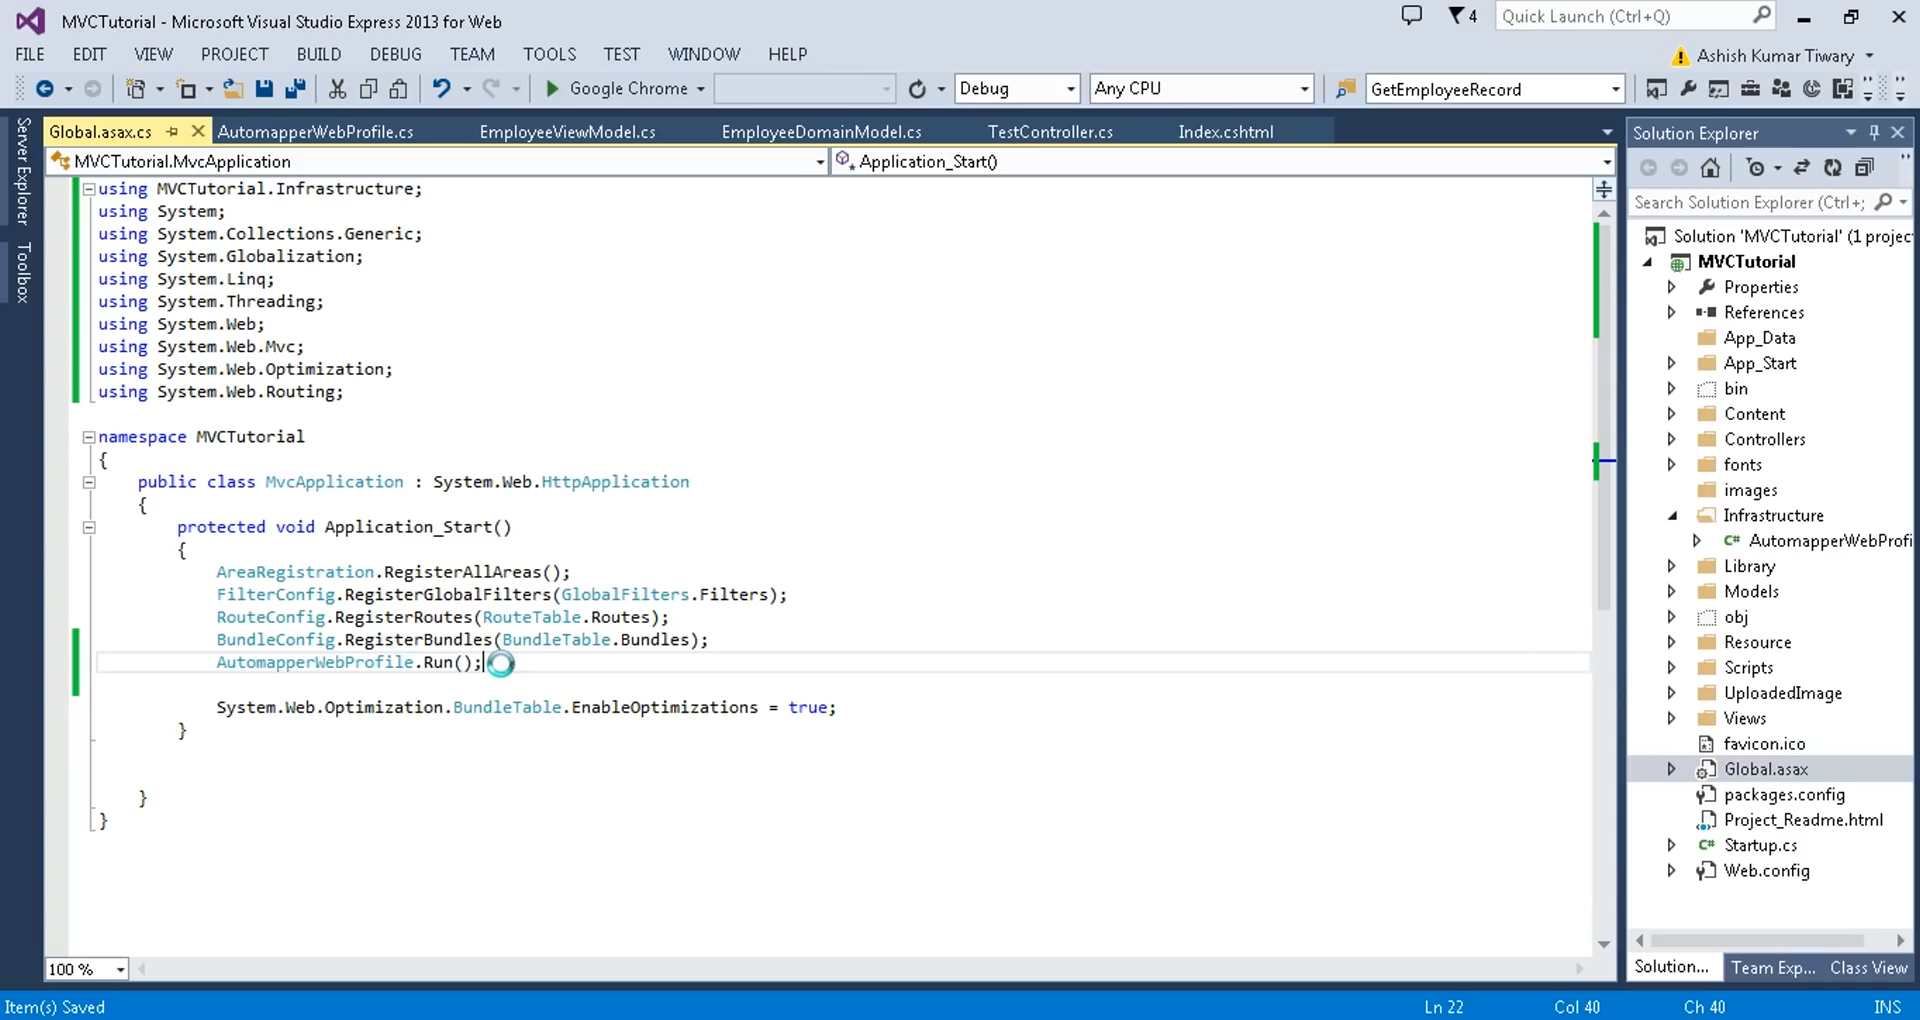 MVCTutorial - Microsoft Visual Studio Express 2013 for Web
4
Quick Launch (Ctrl+Q)
FILE EDIT VIEW PROJECT BUILD DEBUG TEAM TOOLS TEST WINDOW HELP
Ashish Kumar Tiwary
Google Chrome
Debug
Any CPU
GetEmployeeRecord
Server Explorer
Toolbox
Global.asax.cs
AutomapperWebProfile.cs
EmployeeViewModel.cs
EmployeeDomainModel.cs
TestController.cs
Index.cshtml
MVCTutorial.MvcApplication
Application_Start()
using MVCTutorial.Infrastructure;
using System;
using System.Collections.Generic;
using System.Globalization;
using System.Linq;
using System.Threading;
using System.Web;
using System.Web.Mvc;
using System.Web.Optimization;
using System.Web.Routing;
namespace MVCTutorial
{
public class MvcApplication : System.Web.HttpApplication
{
protected void Application_Start()
{
AreaRegistration.RegisterAllAreas();
FilterConfig.RegisterGlobalFilters(GlobalFilters.Filters);
RouteConfig.RegisterRoutes(RouteTable.Routes);
BundleConfig.RegisterBundles(BundleTable.Bundles);
AutomapperWebProfile.Run();
System.Web.Optimization.BundleTable.EnableOptimizations = true;
}
}
}
100 %
Solution Explorer
Search Solution Explorer (Ctrl+;
Solution 'MVCTutorial' (1 projec
MVCTutorial
Properties
References
App_Data
App_Start
bin
Content
Controllers
fonts
images
Infrastructure
C# AutomapperWebProfi
Library
Models
obj
Resource
Scripts
UploadedImage
Views
favicon.ico
Global.asax
packages.config
Project_Readme.html
C# Startup.cs
Web.config
Solution... Team Exp... Class View
Item(s) Saved
Ln 22 Col 40 Ch 40 INS